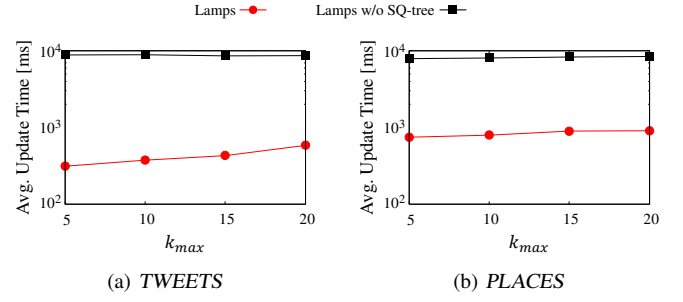 Lamps Lamps w/o SQ-tree
Avg. Update Time [ms]
10^4
10^3
10^2
5 10 15 20
k_max
(a) TWEETS
Avg. Update Time [ms]
10^4
10^3
10^2
5 10 15 20
k_max
(b) PLACES